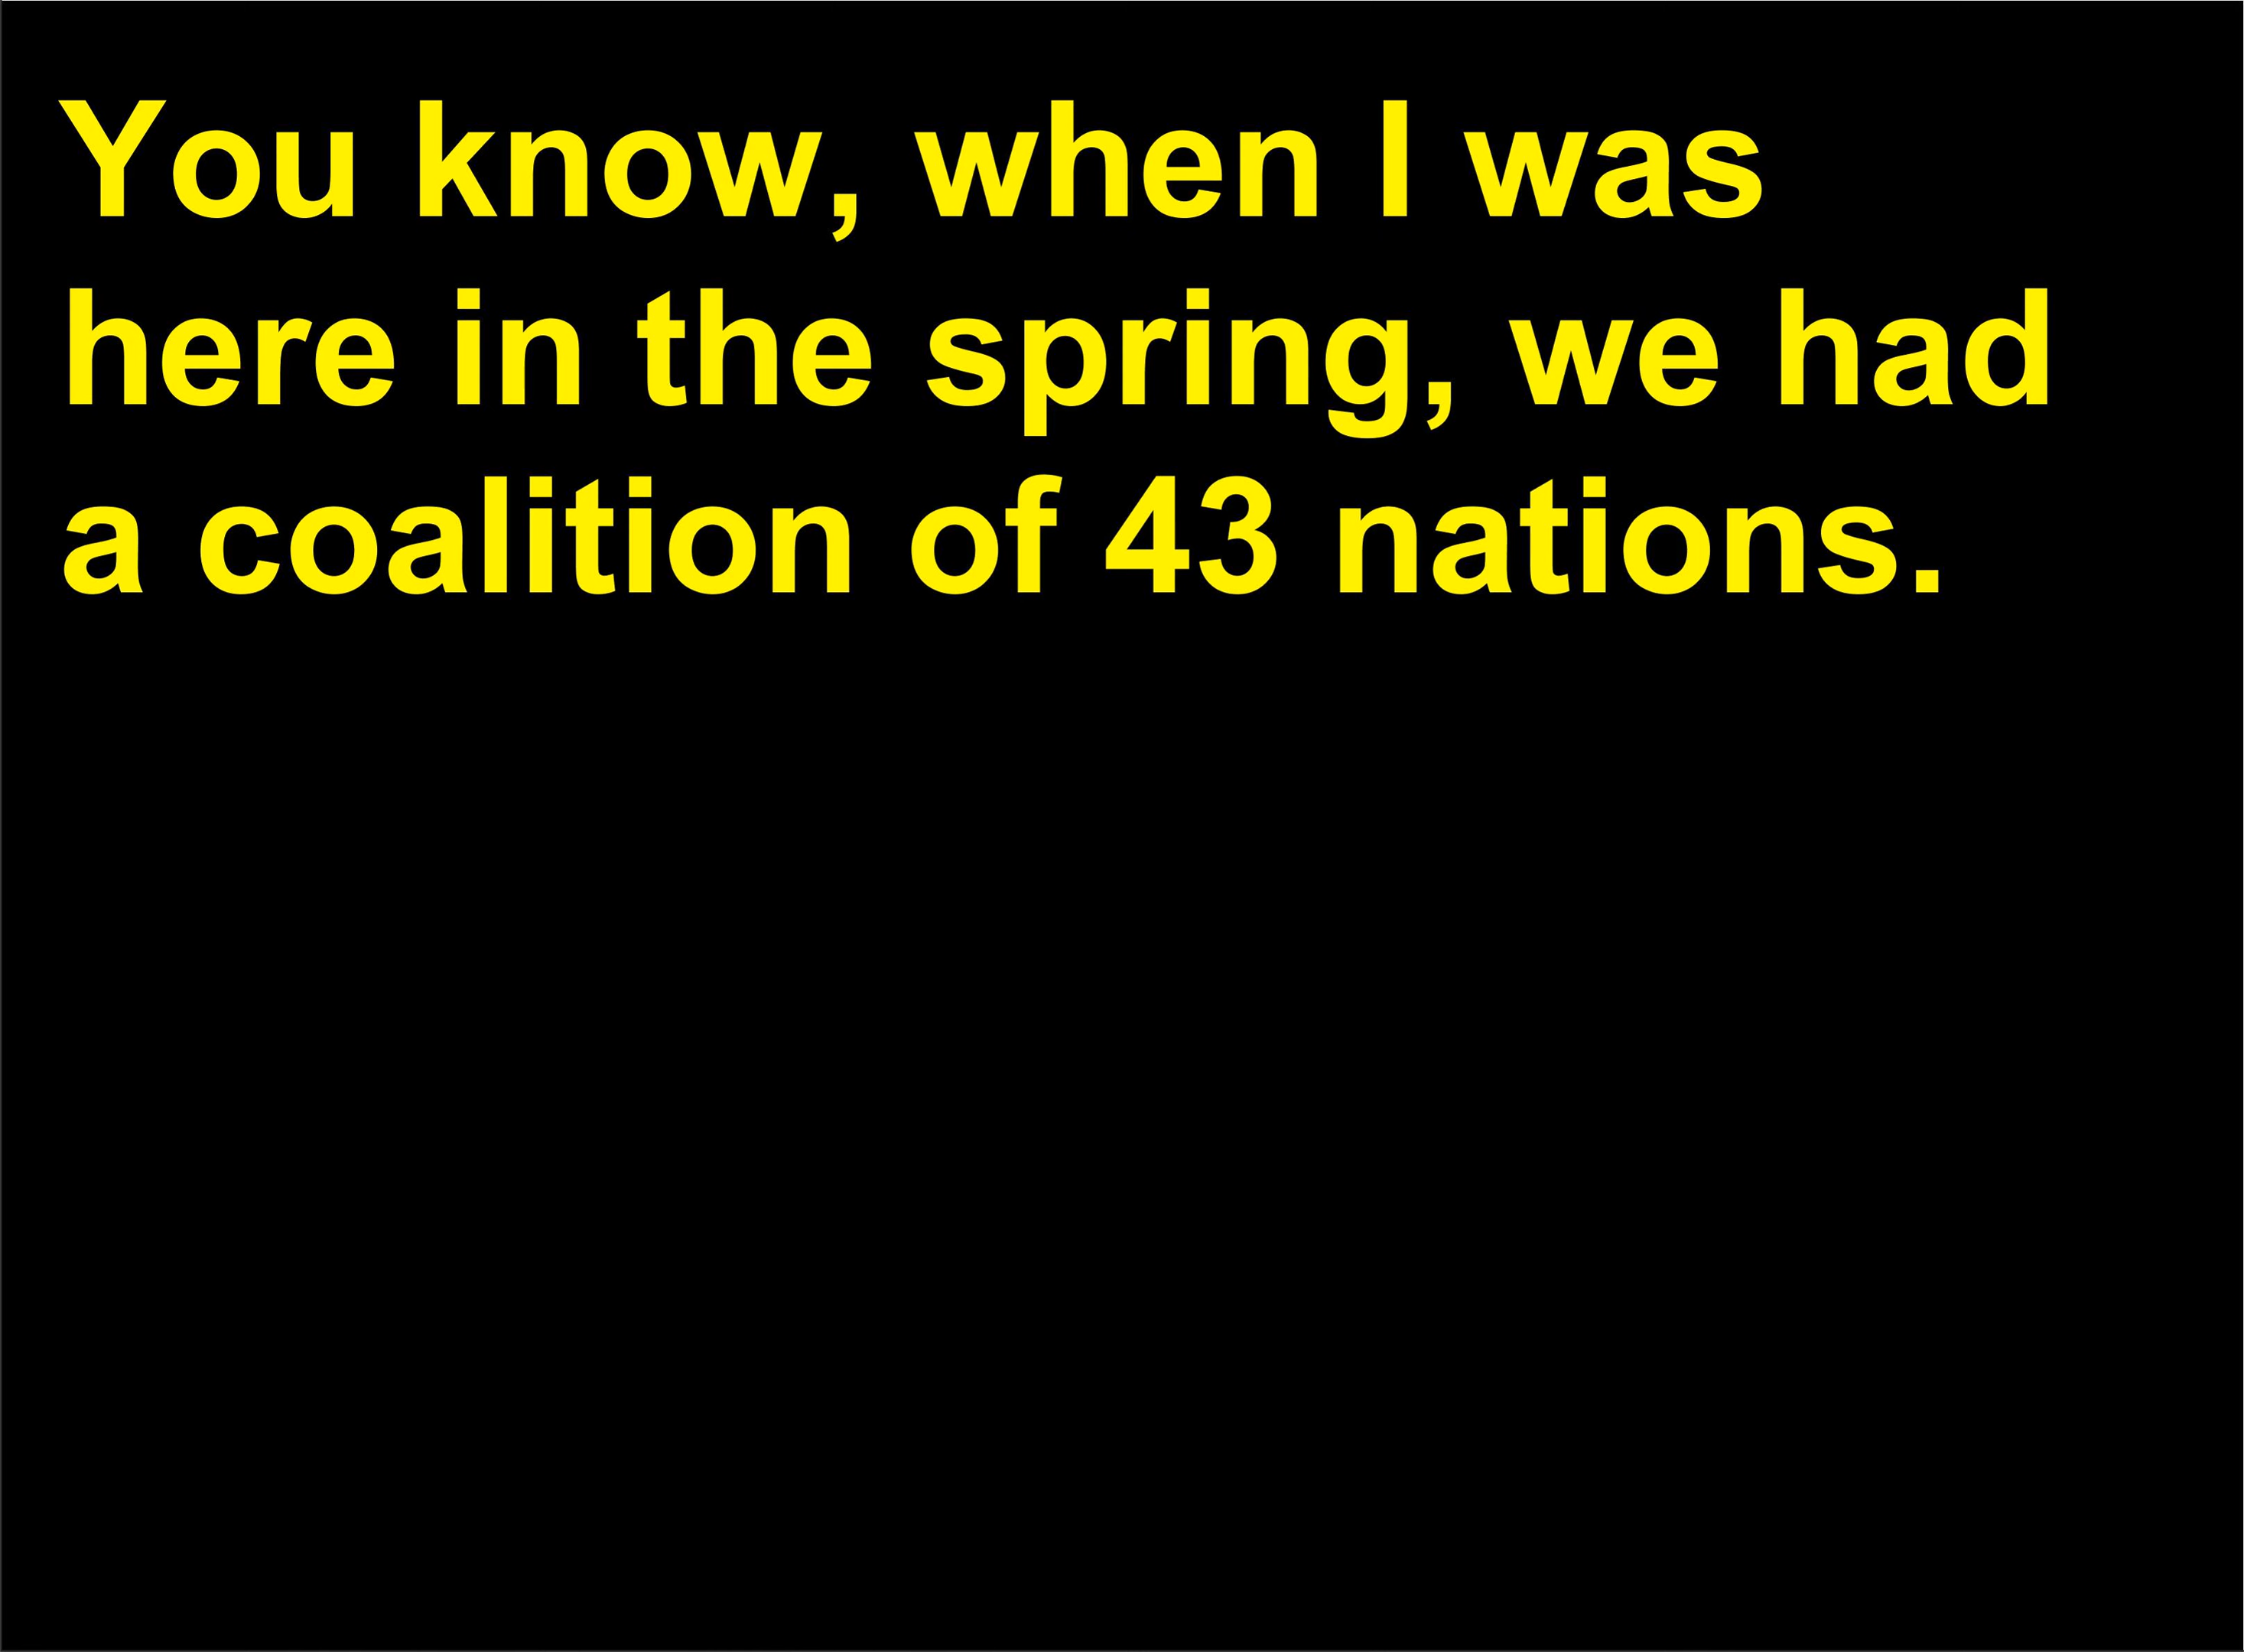 You know, when I was
here in the spring, we had
a coalition of 43 nations.